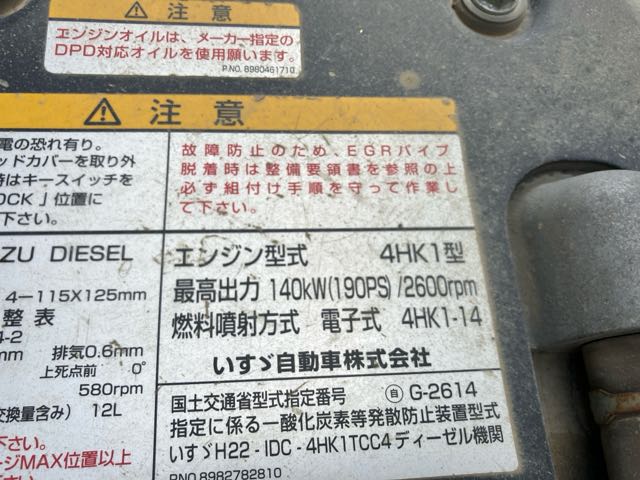 ⚠ 注意
エンジンオイルは、メーカー指定の
DPD対応オイルを使用願います。
P.NO. 8980461710
⚠ 注意
電の恐れ有り。
ッドカバーを取り外
時はキースイッチを
OCK」位置に
下さい。
故障防止のため、EGRパイプ
脱着時は整備要領書を参照の上
必ず組付け手順を守って作業し
て下さい。
ZU DIESEL
4-115X125mm
整表
4-2
mm 排気0.6mm
上死点前 0°
580rpm
交換量含み) 12L
下さい。
ージMAX位置以上
エンジン型式 4HK1型
最高出力 140kW(190PS)/2600rpm
燃料噴射方式 電子式 4HK1-14
いすゞ自動車株式会社
国土交通省型式指定番号 自 G-2614
指定に係る一酸化炭素等発散防止装置型式
いすゞH22-IDC-4HK1TCC4ディーゼル機関
P.NO. 8982782810